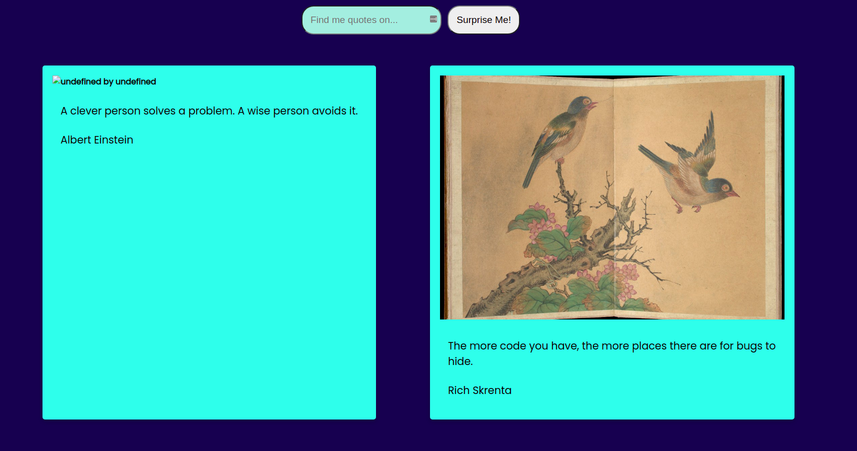 Find me quotes on...
Surprise Me!
undefined by undefined
A clever person solves a problem. A wise person avoids it.
Albert Einstein
The more code you have, the more places there are for bugs to
hide.
Rich Skrenta